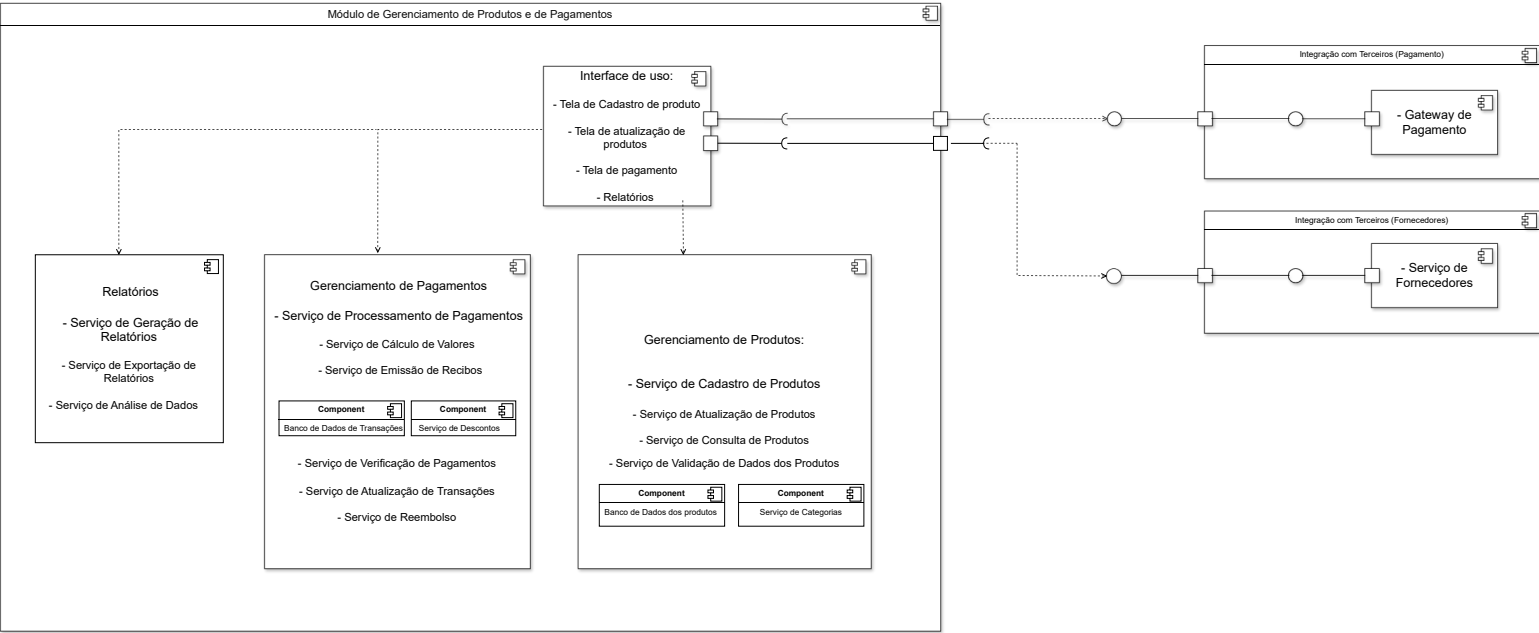 Módulo de Gerenciamento de Produtos e de Pagamentos
Interface de uso:
- Tela de Cadastro de produto
- Tela de atualização de
produtos
- Tela de pagamento
- Relatórios
Integração com Terceiros (Pagamento)
- Gateway de
Pagamento
Integração com Terceiros (Fornecedores)
- Serviço de
Fornecedores
Relatórios
- Serviço de Geração de
Relatórios
- Serviço de Exportação de
Relatórios
- Serviço de Análise de Dados
Gerenciamento de Pagamentos
- Serviço de Processamento de Pagamentos
- Serviço de Cálculo de Valores
- Serviço de Emissão de Recibos
Component
Banco de Dados de Transações
Component
Serviço de Descontos
- Serviço de Verificação de Pagamentos
- Serviço de Atualização de Transações
- Serviço de Reembolso
Gerenciamento de Produtos:
- Serviço de Cadastro de Produtos
- Serviço de Atualização de Produtos
- Serviço de Consulta de Produtos
- Serviço de Validação de Dados dos Produtos
Component
Banco de Dados dos produtos
Component
Serviço de Categorias